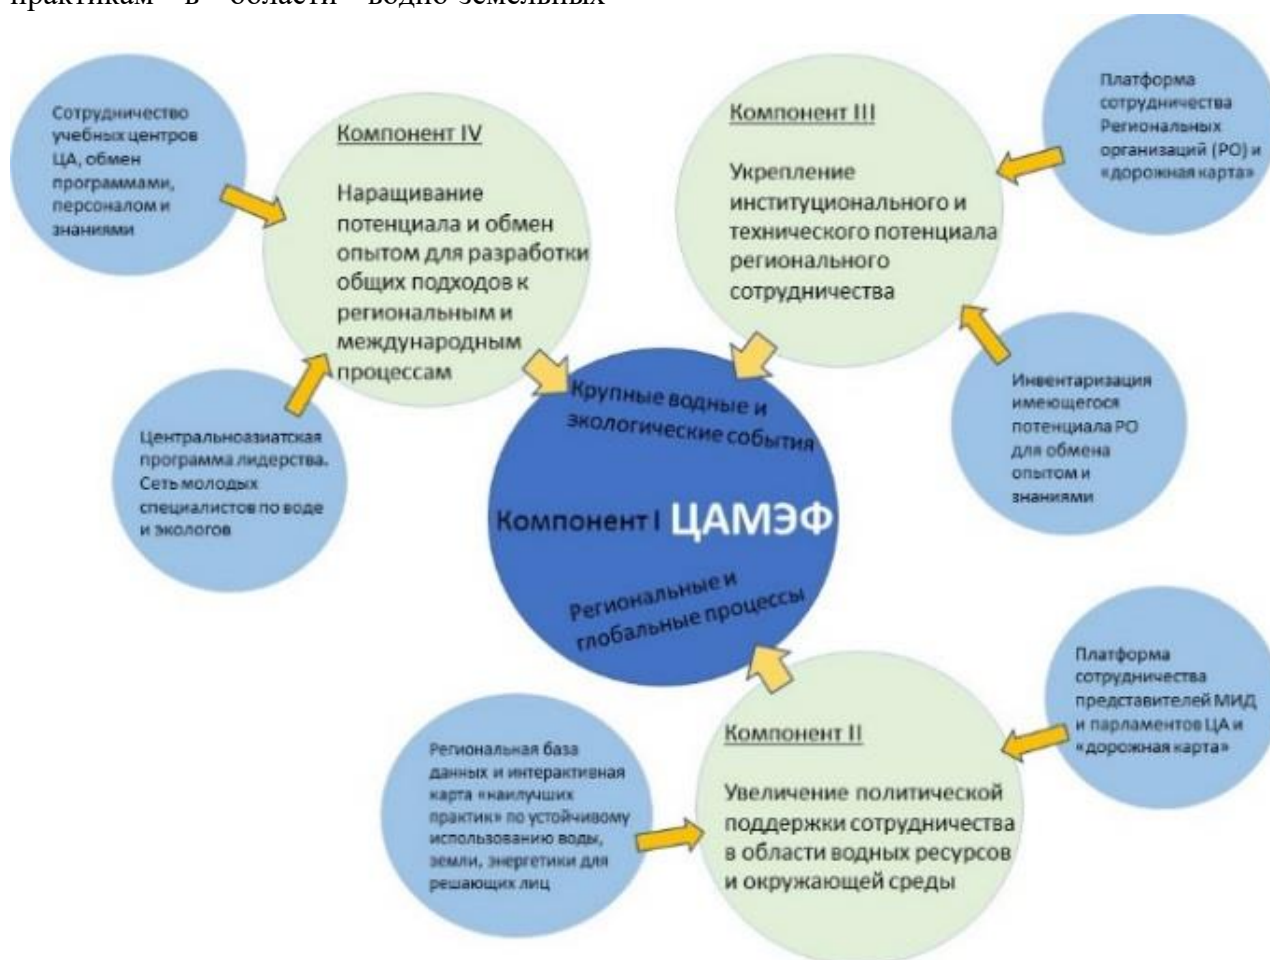 практикам в области водно-земельных
Сотрудничество
учебных центров
ЦА, обмен
программами,
персоналом и
знаниями
Компонент IV
Наращивание
потенциала и обмен
опытом для разработки
общих подходов к
региональным и
международным
процессам
Компонент III
Укрепление
институционального и
технического потенциала
регионального
сотрудничества
Платформа
сотрудничества
Региональных
организаций (РО) и
«дорожная карта»
Центральноазиатская
программа лидерства.
Сеть молодых
специалистов по воде
и экологов
Крупные водные и
экологические события
Компонент I ЦАМЭФ
Региональные и
глобальные процессы
Инвентаризация
имеющегося
потенциала РО
для обмена
опытом и
знаниями
Региональная база
данных и интерактивная
карта «наилучших
практик» по устойчивому
использованию воды,
земли, энергетики для
решающих лиц
Компонент II
Увеличение политической
поддержки сотрудничества
в области водных ресурсов
и окружающей среды
Платформа
сотрудничества
представителей МИД
и парламентов ЦА и
«дорожная карта»